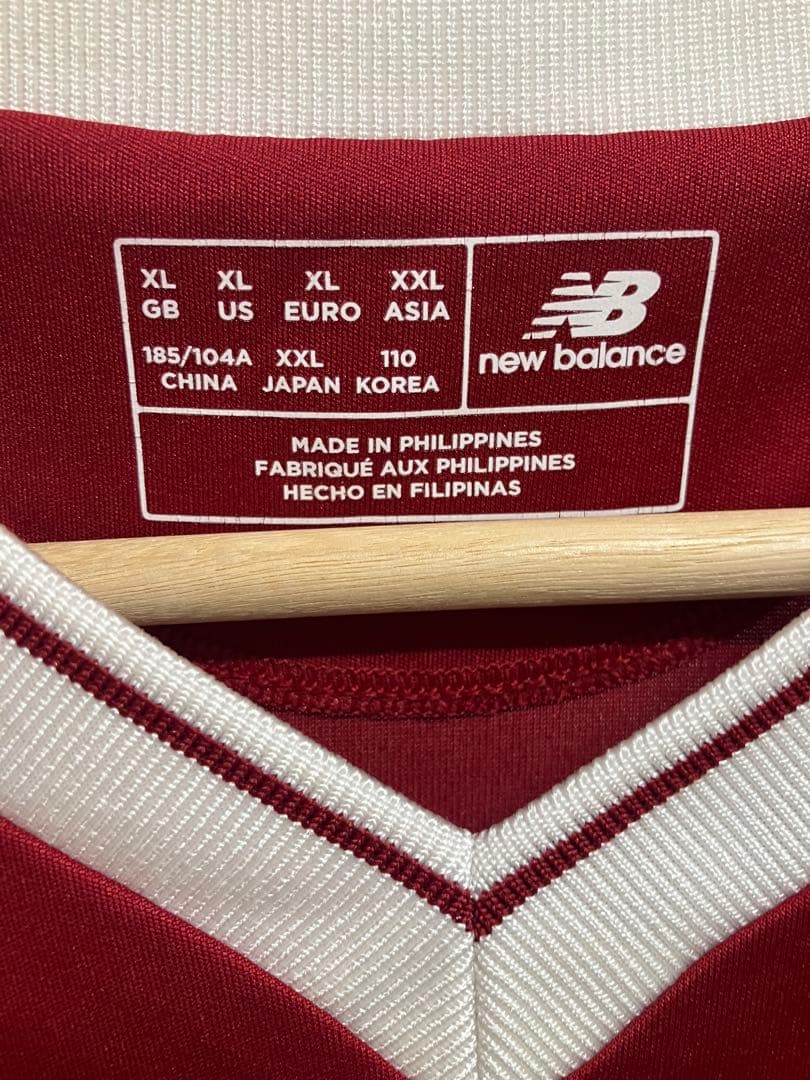 XL XL XL XXL
GB US EURO ASIA
185/104A XXL 110
CHINA JAPAN KOREA
NB
new balance
MADE IN PHILIPPINES
FABRIQUÉ AUX PHILIPPINES
HECHO EN FILIPINAS